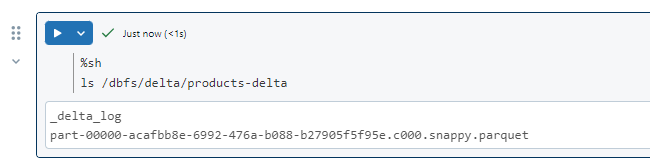 Just now (<1s)
%sh
ls /dbfs/delta/products-delta
_delta_log
part-00000-acafbb8e-6992-476a-b088-b27905f5f95e.c000.snappy.parquet